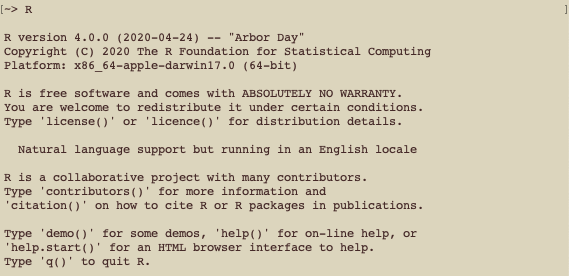 [~> R ]
R version 4.0.0 (2020-04-24) -- "Arbor Day"
Copyright (C) 2020 The R Foundation for Statistical Computing
Platform: x86_64-apple-darwin17.0 (64-bit)
R is free software and comes with ABSOLUTELY NO WARRANTY.
You are welcome to redistribute it under certain conditions.
Type 'license()' or 'licence()' for distribution details.
Natural language support but running in an English locale
R is a collaborative project with many contributors.
Type 'contributors()' for more information and
'citation()' on how to cite R or R packages in publications.
Type 'demo()' for some demos, 'help()' for on-line help, or
'help.start()' for an HTML browser interface to help.
Type 'q()' to quit R.